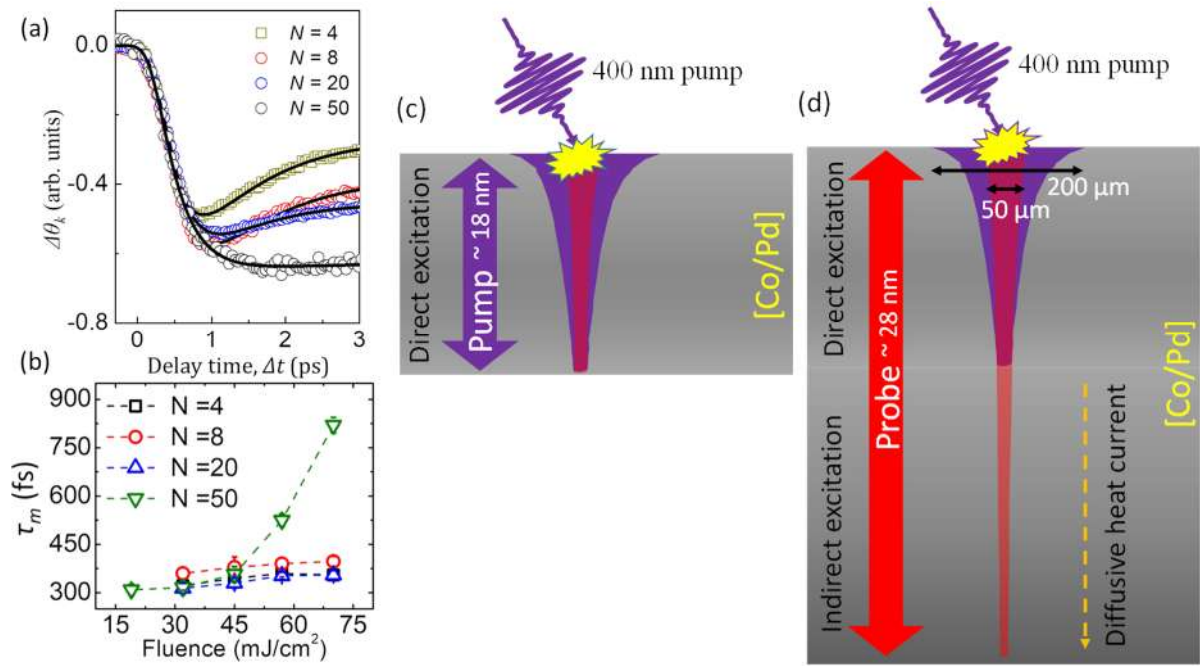 (a)
0.0
-0.4
-0.8
Δθk (arb. units)
N = 4
N = 8
N = 20
N = 50
0 1 2 3
Delay time, Δt (ps)
(b)
900
750
600
450
300
τm (fs)
N =4
N =8
N =20
N =50
15 30 45 60 75
Fluence (mJ/cm²)
(c)
400 nm pump
Direct excitation
Pump ~ 18 nm
[Co/Pd]
(d)
400 nm pump
Direct excitation
Indirect excitation
Probe ~ 28 nm
200 μm
50 μm
[Co/Pd]
Diffusive heat current